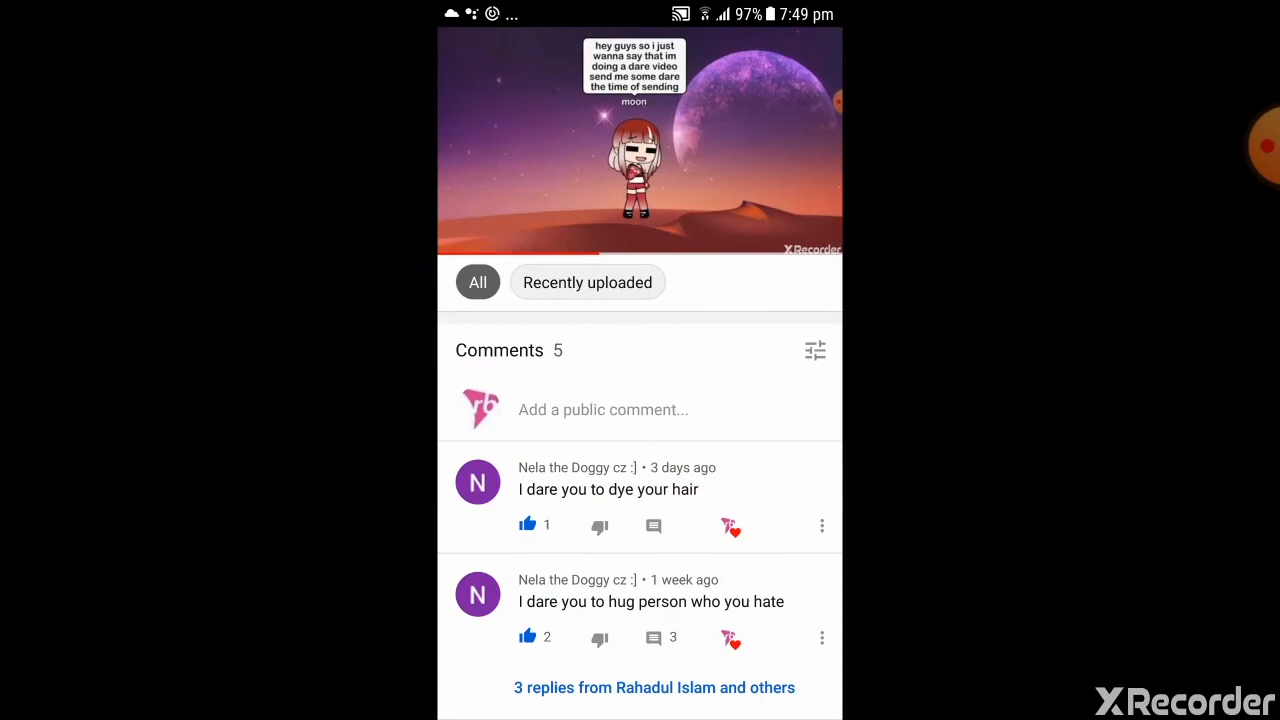 ... 97% 7:49 pm
hey guys so i just
wanna say that im
doing a dare video
send me some dare
the time of sending
moon
XRecorder
All Recently uploaded
Comments 5
rb Add a public comment...
N Nela the Doggy cz :] • 3 days ago
I dare you to dye your hair
1
N Nela the Doggy cz :] • 1 week ago
I dare you to hug person who you hate
2 3
3 replies from Rahadul Islam and others
XRecorder